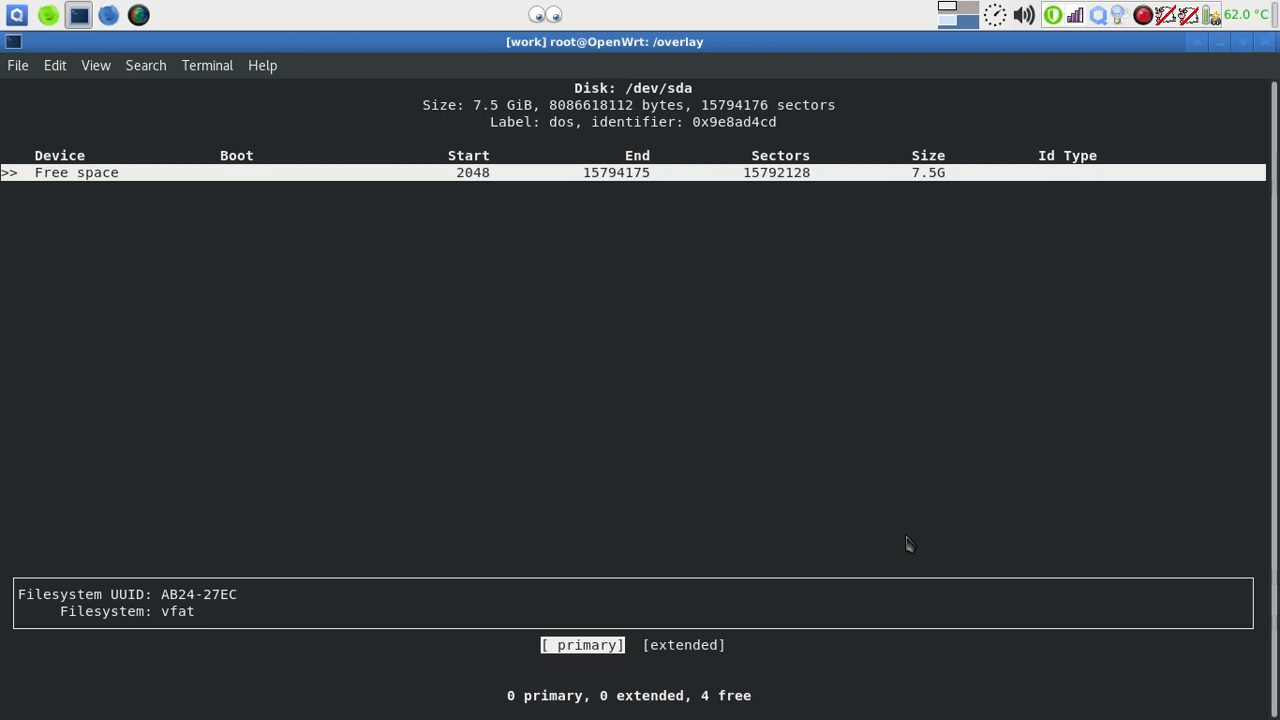 62.0 °C
[work] root@OpenWrt: /overlay
File Edit View Search Terminal Help
Disk: /dev/sda
Size: 7.5 GiB, 8086618112 bytes, 15794176 sectors
Label: dos, identifier: 0x9e8ad4cd
Device Boot Start End Sectors Size Id Type
>> Free space 2048 15794175 15792128 7.5G
Filesystem UUID: AB24-27EC
Filesystem: vfat
[ primary] [extended]
0 primary, 0 extended, 4 free